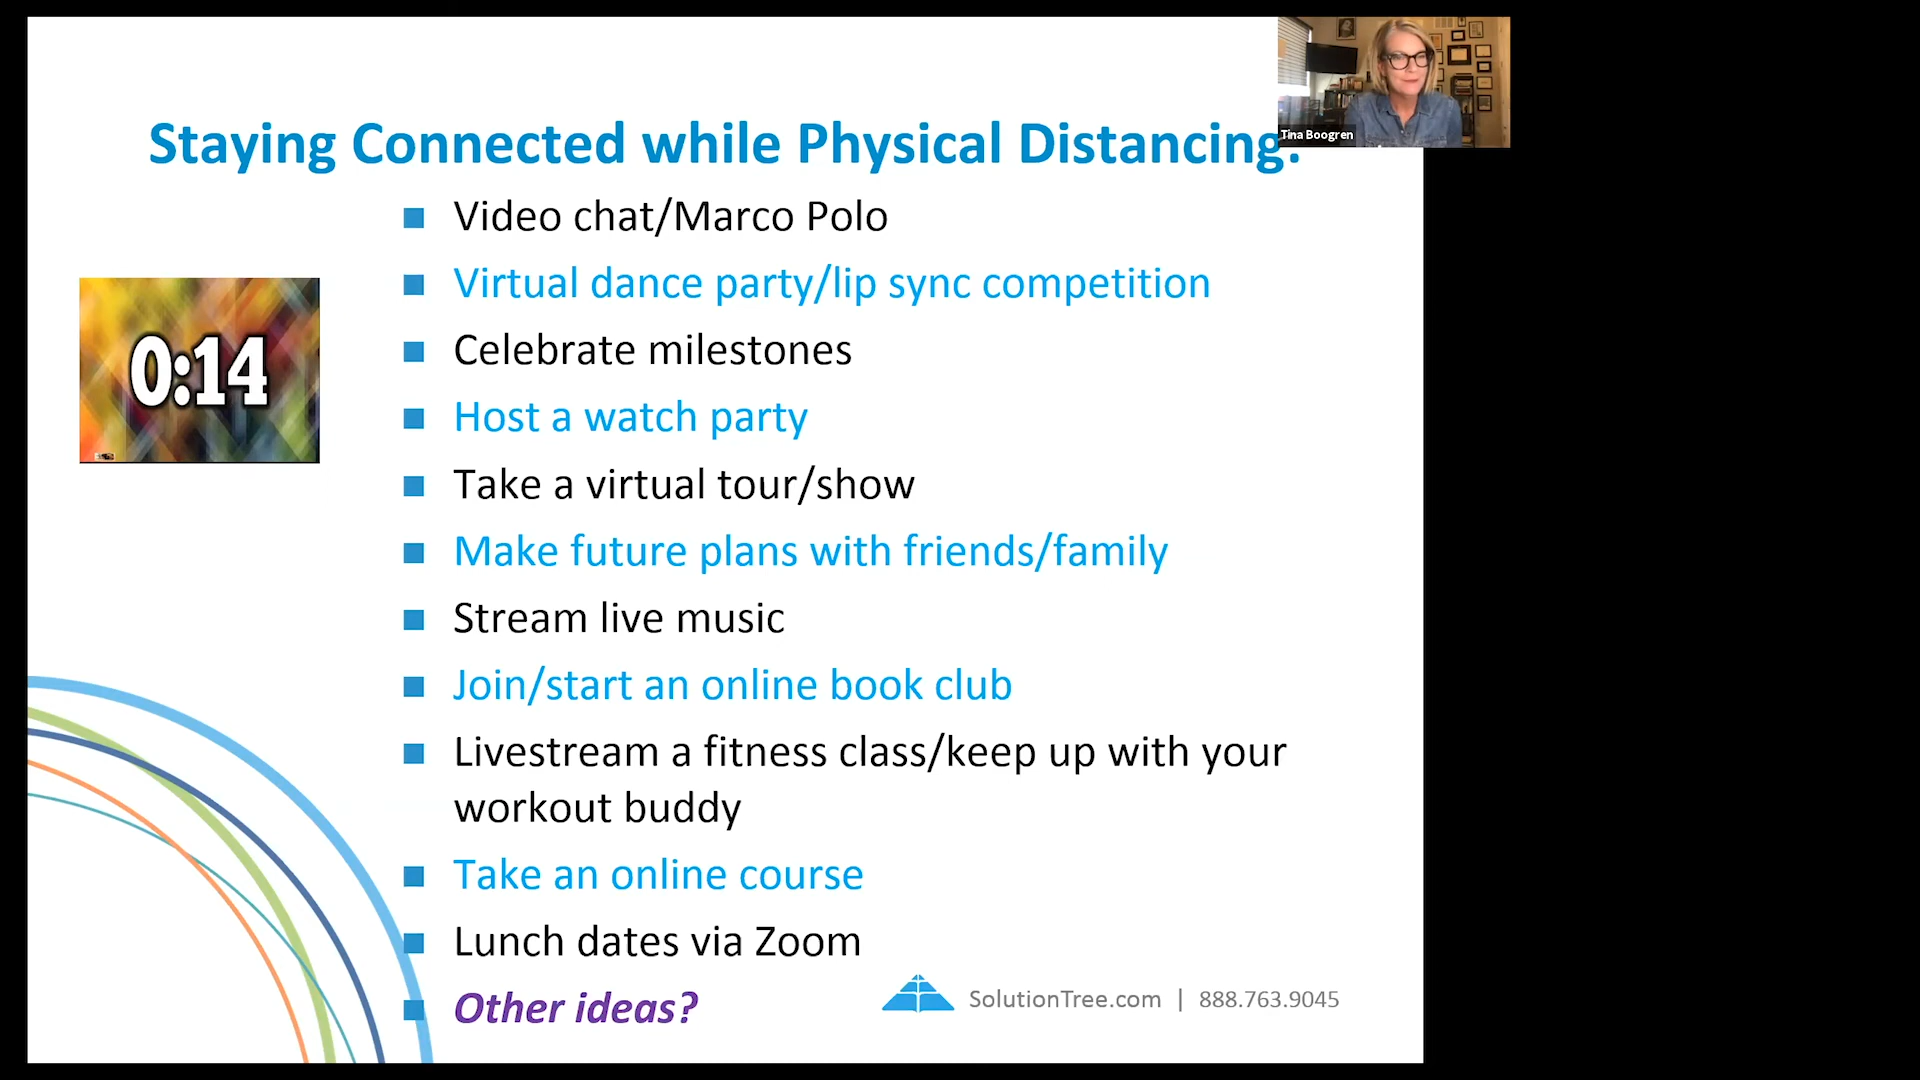 Tina Boogren
Staying Connected while Physical Distancing:
Video chat/Marco Polo
Virtual dance party/lip sync competition
0:14
Celebrate milestones
Host a watch party
Take a virtual tour/show
Make future plans with friends/family
Stream live music
Join/start an online book club
Livestream a fitness class/keep up with your
workout buddy
Take an online course
Lunch dates via Zoom
Other ideas?
SolutionTree.com | 888.763.9045